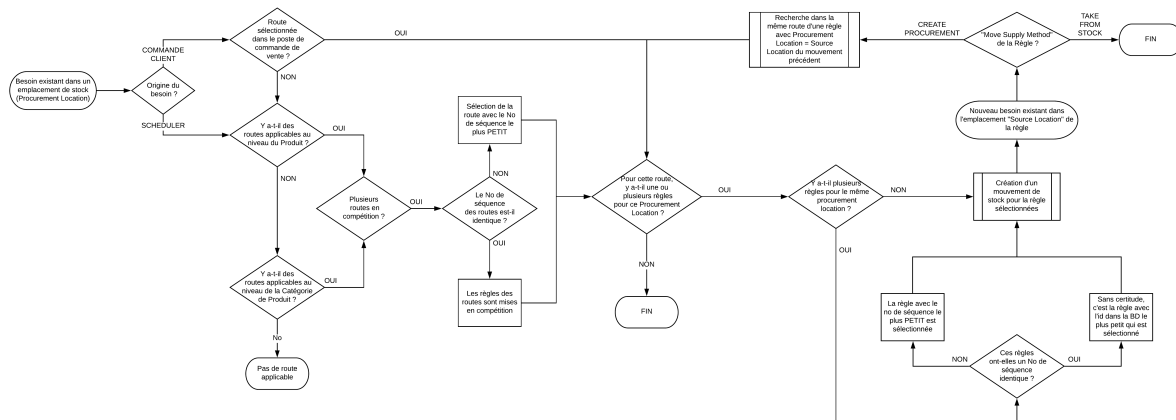 Besoin existant dans un
emplacement de stock
(Procurement Location)
Origine du
besoin ?
COMMANDE
CLIENT
SCHEDULER
Route
sélectionnée
dans le poste de
commande de
vente ?
OUI
NON
Y a-t-il des
routes applicables au
niveau du Produit ?
OUI
NON
Y a-t-il des
routes applicables au
niveau de la Catégorie
de Produit ?
OUI
No
Pas de route
applicable
Plusieurs
routes en
compétition ?
OUI
Sélection de la
route avec le No
de séquence le
plus PETIT
NON
Le No de
séquence
des routes est-il
identique ?
OUI
Les règles des
routes sont mises
en compétition
Pour cette route,
y a-t-il une ou
plusieurs règles
pour ce Procurement
Location ?
OUI
NON
FIN
Y a-t-il plusieurs
règles pour le même
procurement
location ?
NON
OUI
Recherche dans la
même route d'une règle
avec Procurement
Location = Source
Location du mouvement
précédent
CREATE
PROCUREMENT
"Move Supply Method"
de la Règle ?
TAKE
FROM
STOCK
FIN
Nouveau besoin existant dans
l'emplacement "Source Location" de
la règle
Création d'un
mouvement de
stock pour la règle
sélectionnées
La règle avec le
no de séquence le
plus PETIT est
sélectionnée
Sans certitude,
c'est la règle avec
l'id dans la BD le
plus petit qui est
sélectionné
NON
Ces règles
ont-elles un No de
séquence
identique ?
OUI